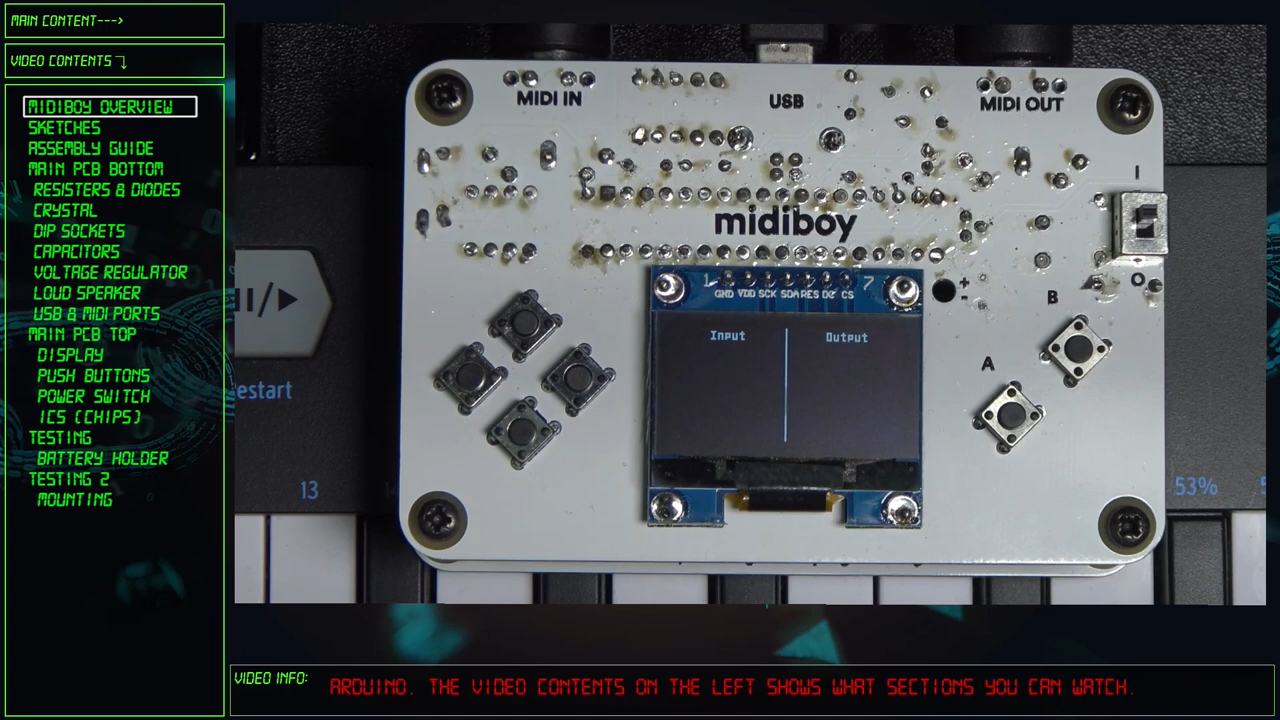 MAIN CONTENT--->
VIDEO CONTENTS
MIDIBOY OVERVIEW
SKETCHES
ASSEMBLY GUIDE
MAIN PCB BOTTOM
RESISTERS & DIODES
CRYSTAL
DIP SOCKETS
CAPACITORS
VOLTAGE REGULATOR
LOUD SPEAKER
USB & MIDI PORTS
MAIN PCB TOP
DISPLAY
PUSH BUTTONS
POWER SWITCH
ICS (CHIPS)
TESTING
BATTERY HOLDER
TESTING 2
MOUNTING
MIDI IN
USB
MIDI OUT
I
midiboy
O
1
7
GND VDD SCK SDA RES DC CS
+
-
B
A
Input
Output
estart
13
53%
VIDEO INFO:
ARDUINO. THE VIDEO CONTENTS ON THE LEFT SHOWS WHAT SECTIONS YOU CAN WATCH.